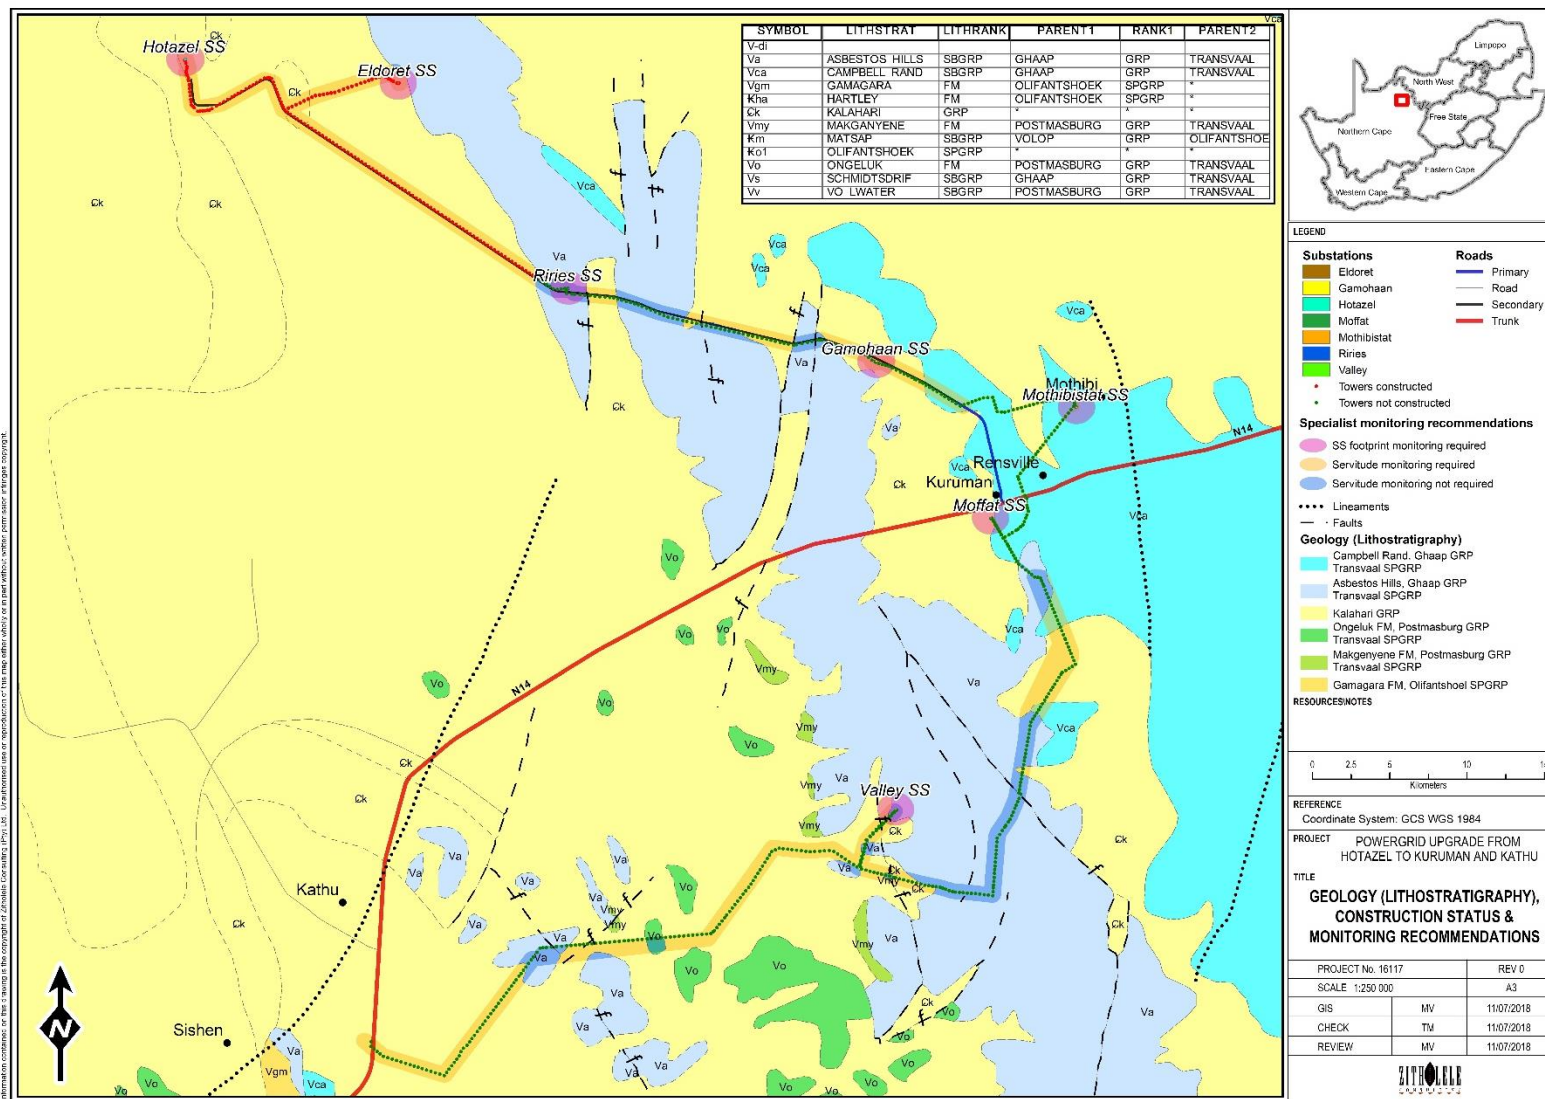 SYMBOL LITHSTRAT LITHRANK PARENT1 RANK1 PARENT2
V-di
Va ASBESTOS HILLS SBGRP GHAAP GRP TRANSVAAL
Vca CAMPBELL RAND SBGRP GHAAP GRP TRANSVAAL
Vgm GAMAGARA FM OLIFANTSHOEK SPGRP *
Kha HARTLEY FM OLIFANTSHOEK SPGRP *
Ck KALAHARI GRP * * *
Vmy MAKGANYENE FM POSTMASBURG GRP TRANSVAAL
Km MATSAP SBGRP VOLOP GRP OLIFANTSHOE
Ko1 OLIFANTSHOEK SPGRP * * *
Vo ONGELUK FM POSTMASBURG GRP TRANSVAAL
Vs SCHMIDTSDRIF SBGRP GHAAP GRP TRANSVAAL
Vv VO LWATER SBGRP POSTMASBURG GRP TRANSVAAL
Hotazel SS
Eldoret SS
Riries SS
Gamohaan SS
Mothibi
Mothibistat SS
Rensville
Kuruman
Moffat SS
N14
N14
Valley SS
Kathu
Sishen
N
Limpopo
North West
Free State
Northern Cape
Eastern Cape
Western Cape
LEGEND
Substations
Eldoret
Gamohaan
Hotazel
Moffat
Mothibistat
Riries
Valley
Towers constructed
Towers not constructed
Roads
Primary
Road
Secondary
Trunk
Specialist monitoring recommendations
SS footprint monitoring required
Servitude monitoring required
Servitude monitoring not required
Lineaments
Faults
Geology (Lithostratigraphy)
Campbell Rand. Ghaap GRP
Transvaal SPGRP
Asbestos Hills, Ghaap GRP
Transvaal SPGRP
Kalahari GRP
Ongeluk FM, Postmasburg GRP
Transvaal SPGRP
Makgenyene FM, Postmasburg GRP
Transvaal SPGRP
Gamagara FM, Olifantshoel SPGRP
RESOURCES\NOTES
0 2.5 5 10
Kilometers
REFERENCE
Coordinate System: GCS WGS 1984
PROJECT POWERGRID UPGRADE FROM
HOTAZEL TO KURUMAN AND KATHU
TITLE
GEOLOGY (LITHOSTRATIGRAPHY),
CONSTRUCTION STATUS &
MONITORING RECOMMENDATIONS
PROJECT No. 16117 REV 0
SCALE 1:250 000 A3
GIS MV 11/07/2018
CHECK TM 11/07/2018
REVIEW MV 11/07/2018
ZITHOLELE
CONSULTING